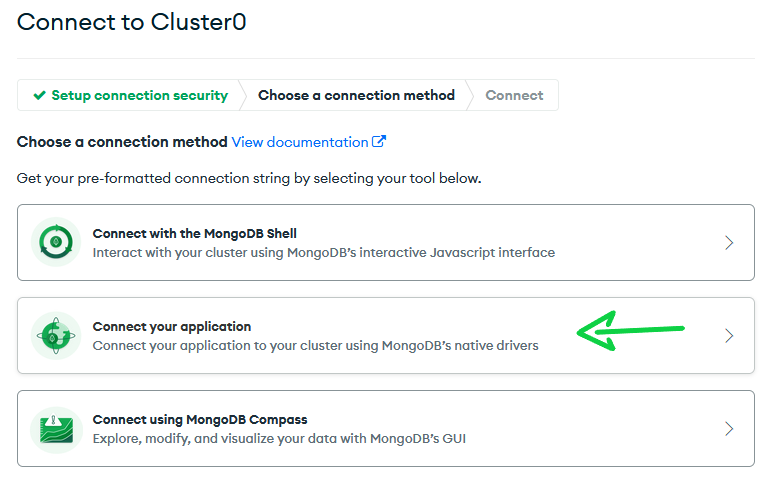 Connect to Cluster0
Setup connection security Choose a connection method Connect
Choose a connection method View documentation
Get your pre-formatted connection string by selecting your tool below.
Connect with the MongoDB Shell
Interact with your cluster using MongoDB's interactive Javascript interface
Connect your application
Connect your application to your cluster using MongoDB's native drivers
Connect using MongoDB Compass
Explore, modify, and visualize your data with MongoDB's GUI